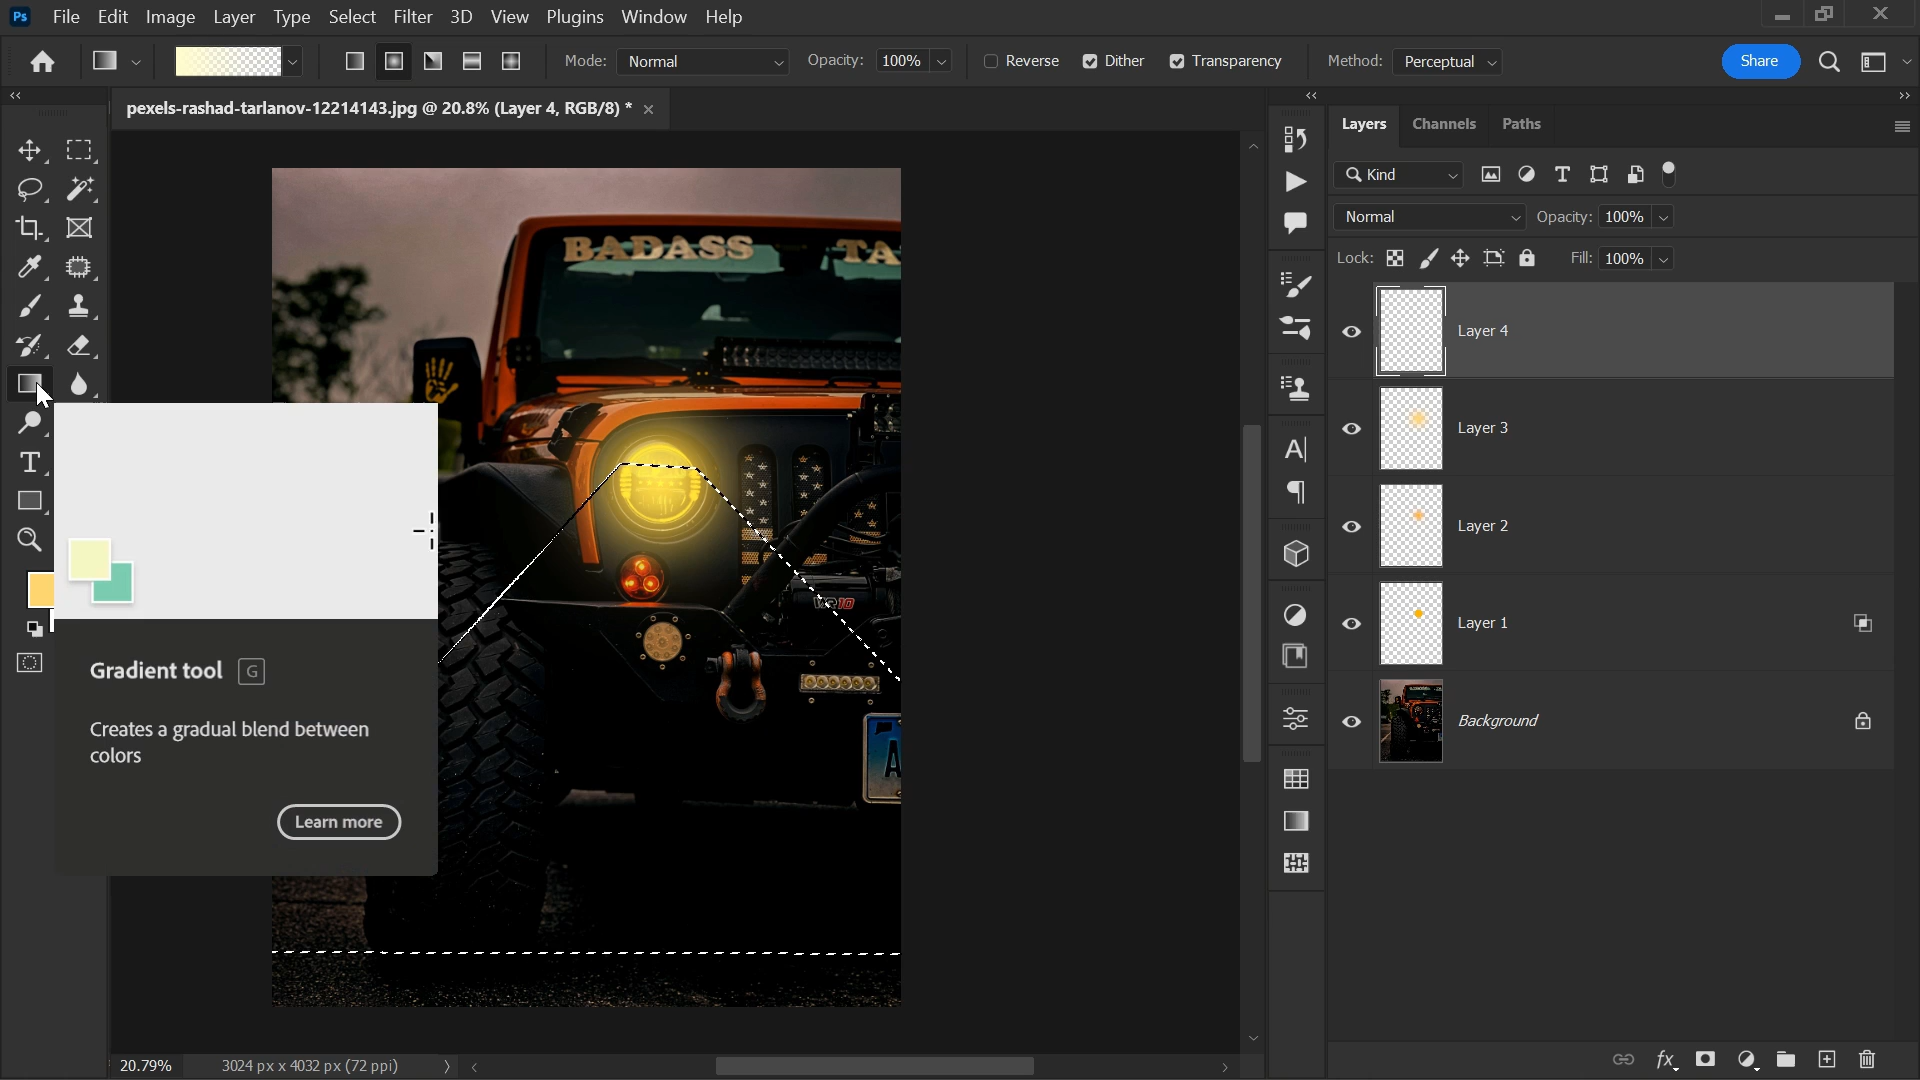 Ps File Edit Image Layer Type Select Filter 3D View Plugins Window Help
Mode: Normal Opacity: 100% Reverse Dither Transparency Method: Perceptual Share
pexels-rashad-tarlanov-12214143.jpg @ 20.8% (Layer 4, RGB/8) *
Layers Channels Paths
Kind
Normal Opacity: 100%
Lock: Fill: 100%
BADASS TA
Layer 4
Layer 3
Layer 2
Layer 1
Background
Gradient tool G
Creates a gradual blend between
colors
Learn more
20.79% 3024 px x 4032 px (72 ppi)